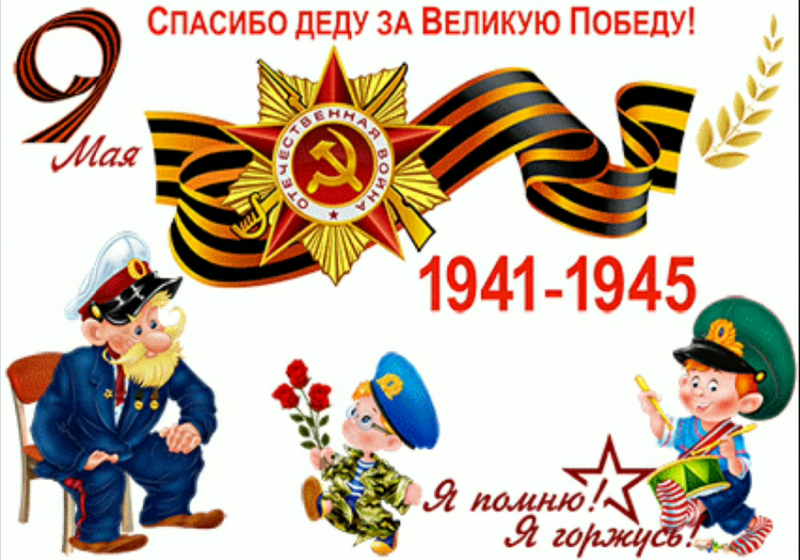 Спасибо деду за Великую Победу!
9
Мая
ОТЕЧЕСТВЕННАЯ ВОЙНА
1941-1945
Я помню!
Я горжусь!